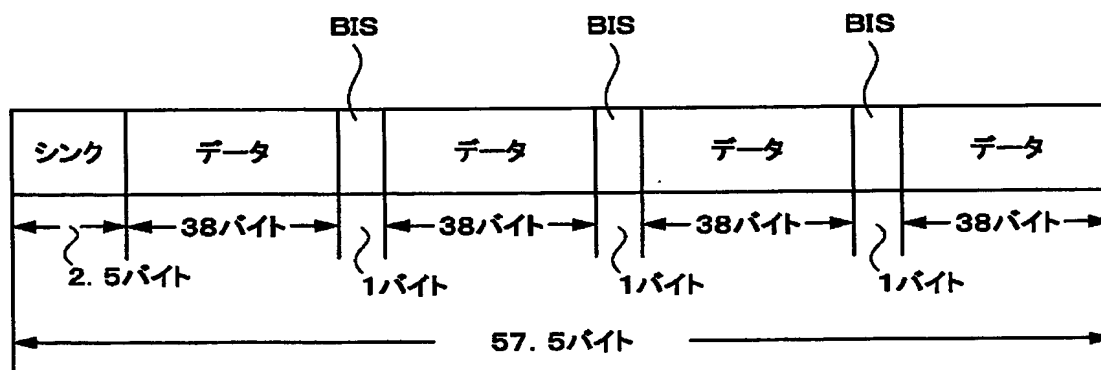 BIS BIS BIS
シンク データ データ データ データ
38バイト 38バイト 38バイト 38バイト
2. 5バイト 1バイト 1バイト 1バイト
57. 5バイト